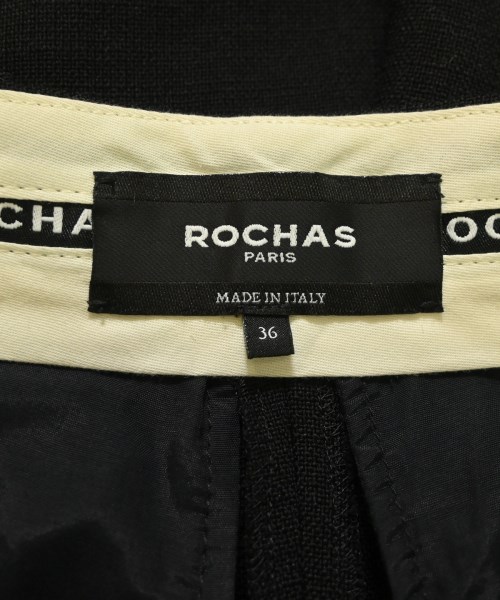 CHA
ROCHAS
OC
PARIS
MADE IN ITALY
36